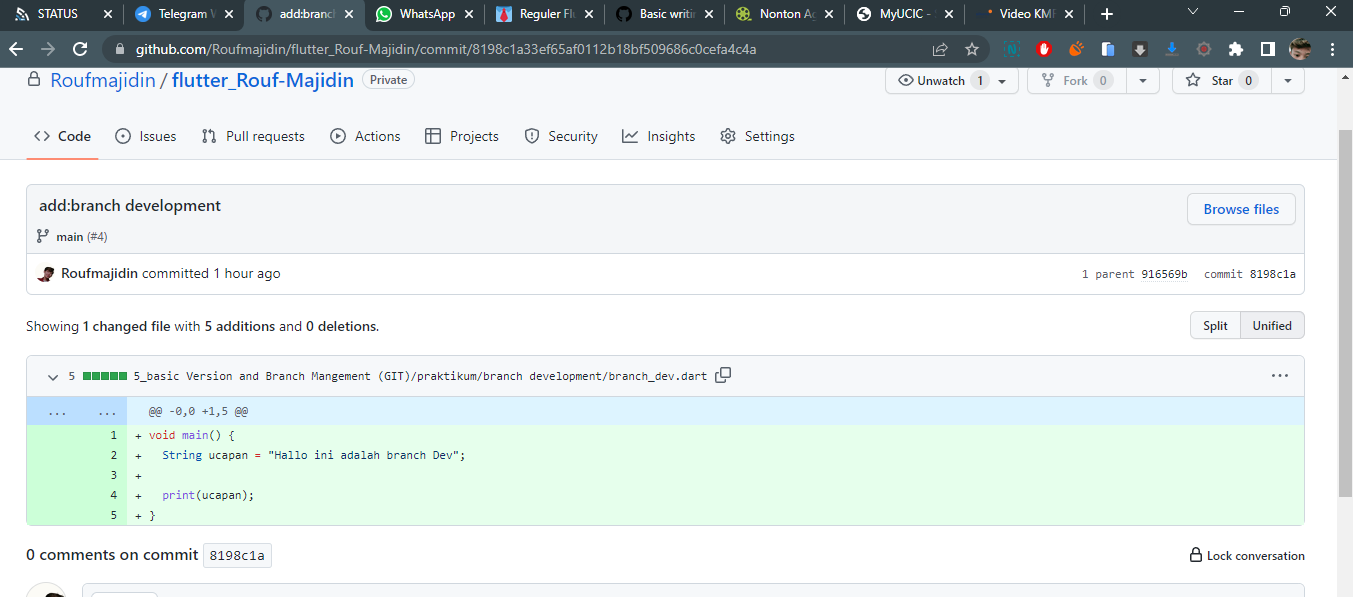 STATUS Telegram W add:branch WhatsApp Reguler Flu Basic writin Nonton Ag MyUCIC - Video KMP
github.com/Roufmajidin/flutter_Rouf-Majidin/commit/8198c1a33ef65af0112b18bf509686c0cefa4c4a
Roufmajidin / flutter_Rouf-Majidin Private Unwatch 1 Fork 0 Star 0
Code Issues Pull requests Actions Projects Security Insights Settings
add:branch development
Browse files
main (#4)
Roufmajidin committed 1 hour ago 1 parent 916569b commit 8198c1a
Showing 1 changed file with 5 additions and 0 deletions. Split Unified
5 5_basic Version and Branch Mangement (GIT)/praktikum/branch development/branch_dev.dart ...
... ... @@ -0,0 +1,5 @@
1 + void main() {
2 + String ucapan = "Hallo ini adalah branch Dev";
3 +
4 + print(ucapan);
5 + }
0 comments on commit 8198c1a Lock conversation